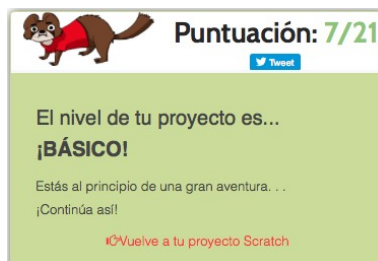 Puntuación: 7/21
Tweet
El nivel de tu proyecto es...
¡BÁSICO!
Estás al principio de una gran aventura. . .
¡Continúa así!
Vuelve a tu proyecto Scratch